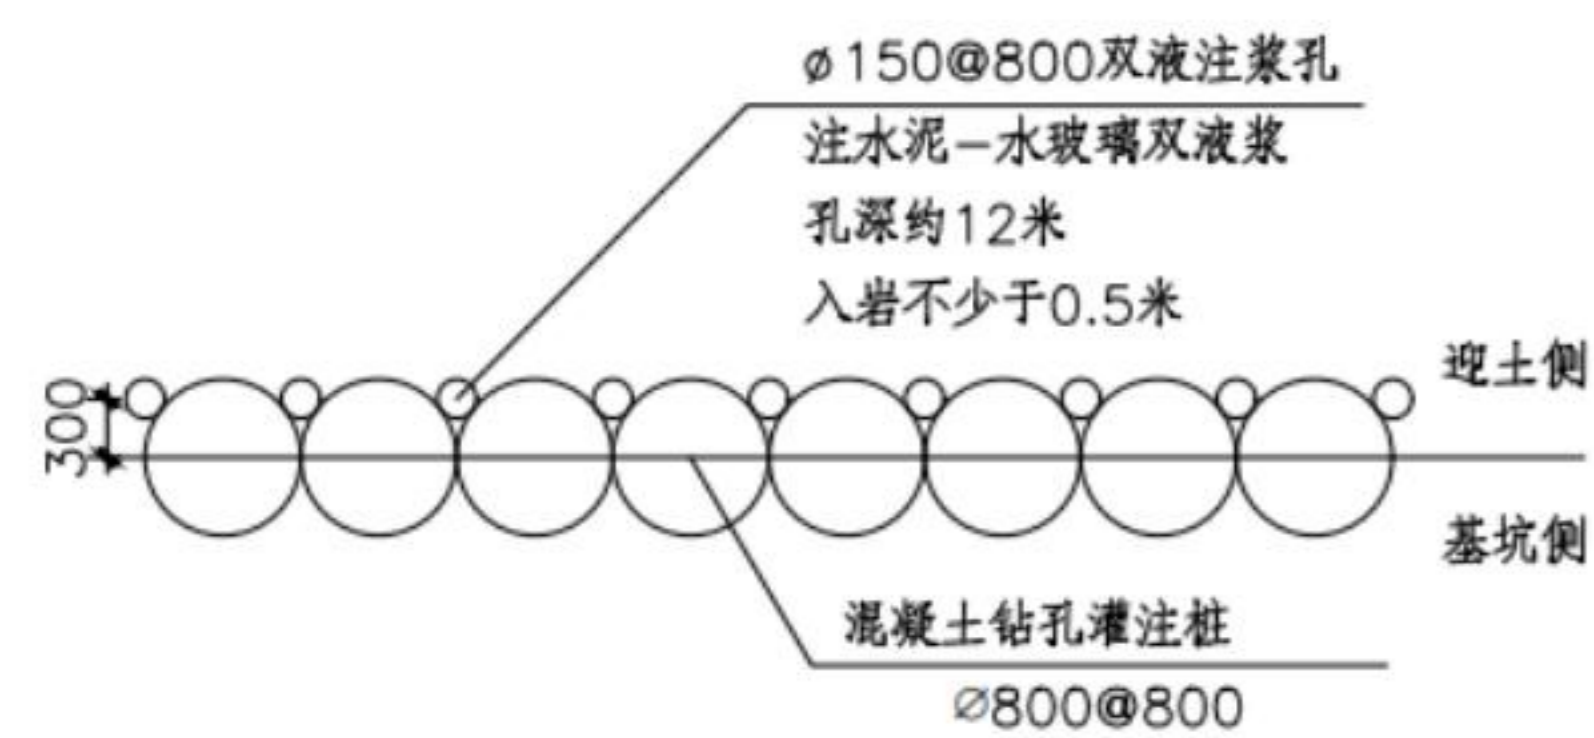 ø150@800双液注浆孔
注水泥-水玻璃双液浆
孔深约12米
入岩不少于0.5米
迎土侧
300
基坑侧
混凝土钻孔灌注桩
Ø800@800